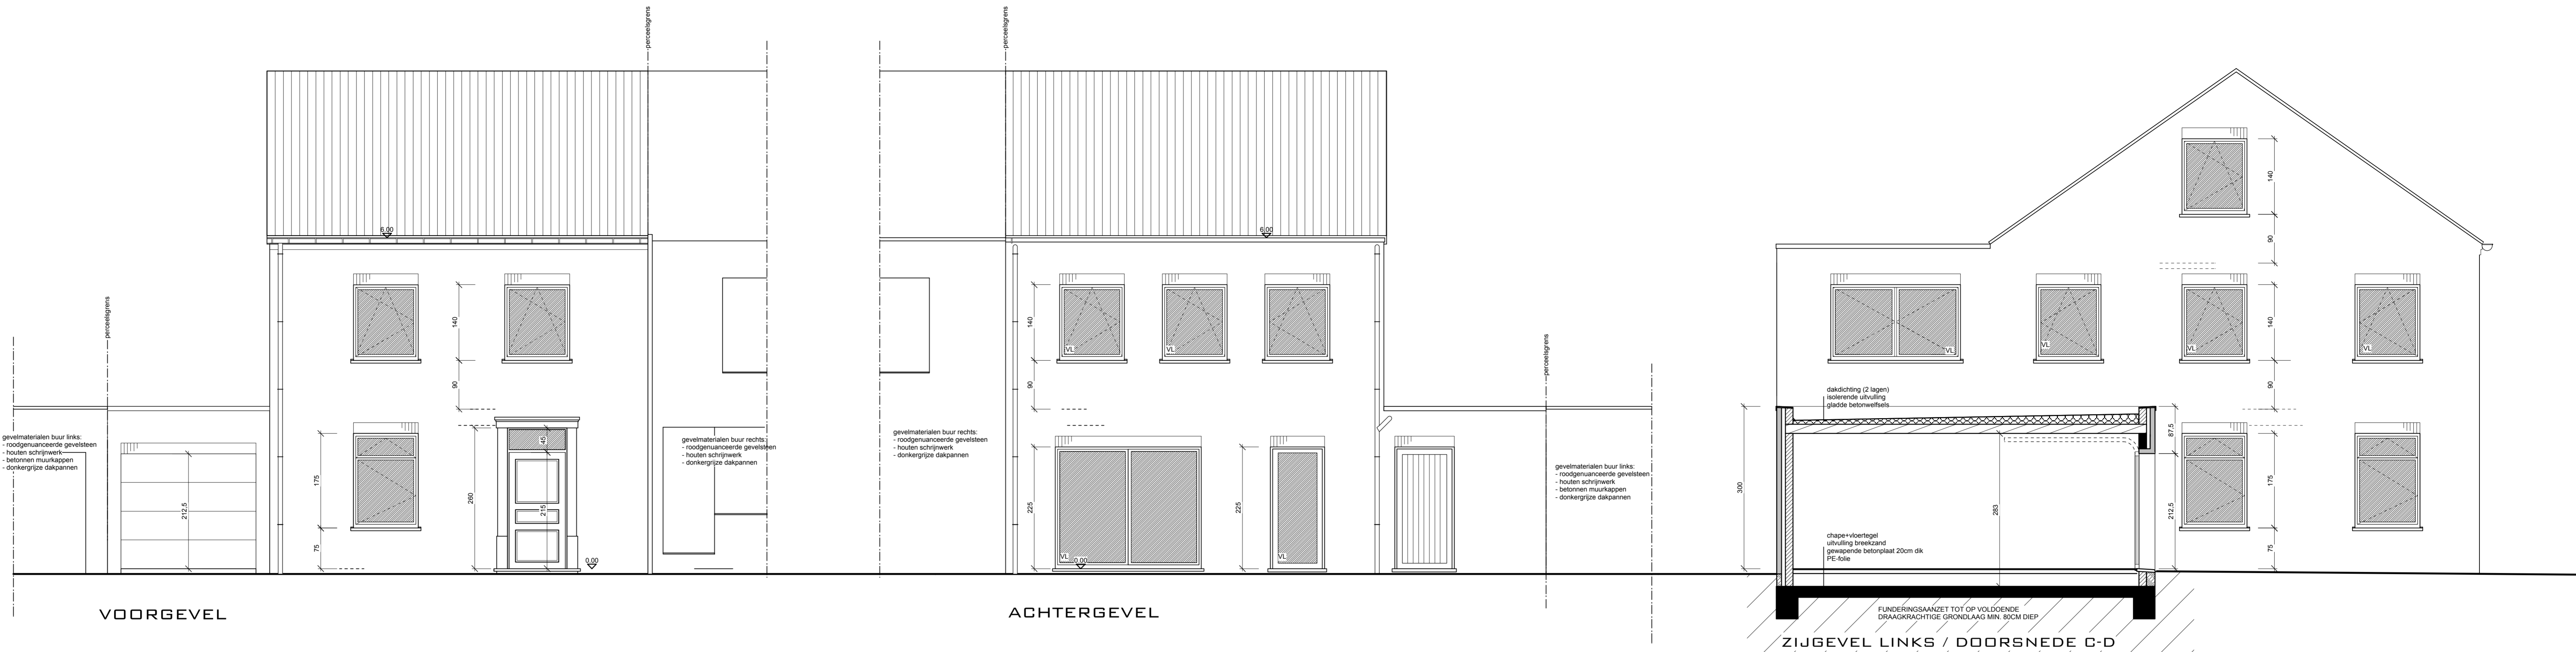 perceelsgrens
6.00
140
90
perceelsgrens
gevelmaterialen buur links:
- roodgenuanceerde gevelsteen
- houten schrijnwerk
- betonnen muurkappen
- donkergrijze dakpannen
212,5
175
75
260
45
215
0.00
gevelmaterialen buur rechts:
- roodgenuanceerde gevelsteen
- houten schrijnwerk
- donkergrijze dakpannen
VOORGEVEL
perceelsgrens
6.00
140
90
VL
VL
gevelmaterialen buur rechts:
- roodgenuanceerde gevelsteen
- houten schrijnwerk
- donkergrijze dakpannen
225
VL
0.00
225
VL
perceelsgrens
gevelmaterialen buur links:
- roodgenuanceerde gevelsteen
- houten schrijnwerk
- betonnen muurkappen
- donkergrijze dakpannen
ACHTERGEVEL
140
90
140
VL
VL
VL
VL
90
dakdichting (2 lagen)
isolerende uitvulling
gladde betonwelfsels
87,5
175
300
283
212,5
75
chape+vloertegel
uitvulling breekzand
gewapende betonplaat 20cm dik
PE-folie
FUNDERINGSAANZET TOT OP VOLDOENDE
DRAAGKRACHTIGE GRONDLAAG MIN. 80CM DIEP
ZIJGEVEL LINKS / DOORSNEDE C-D